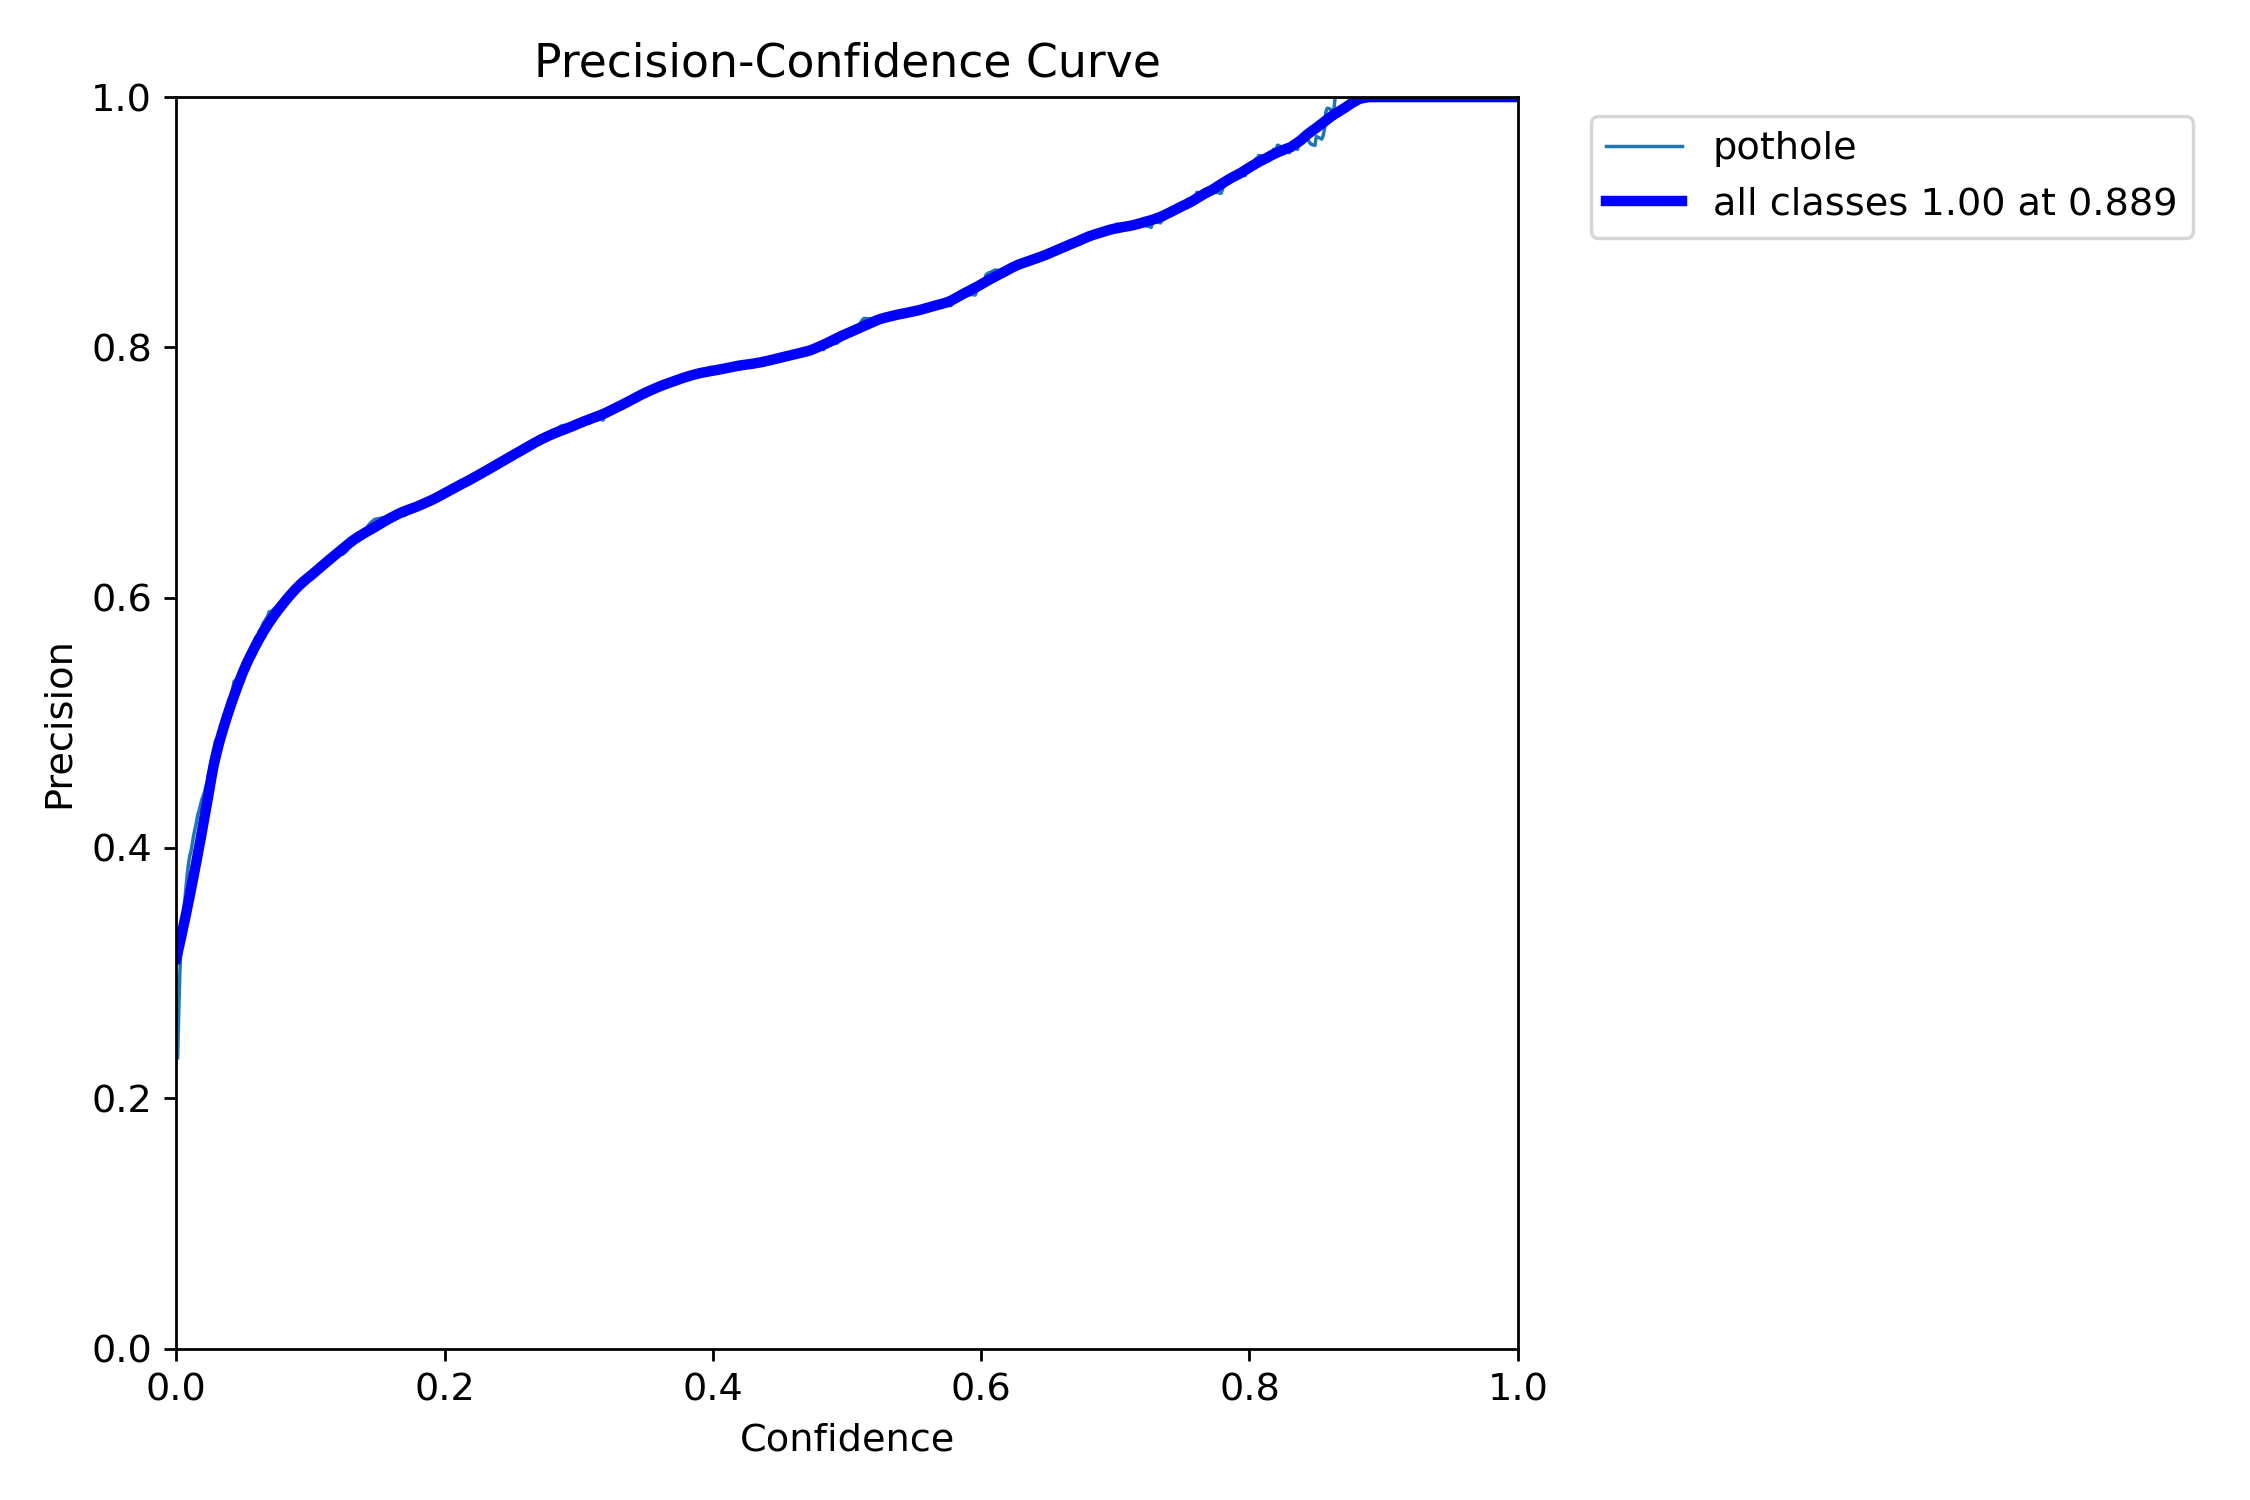 Precision-Confidence Curve
1.0
0.8
0.6
0.4
0.2
0.0
Precision
0.0 0.2 0.4 0.6 0.8 1.0
Confidence
pothole
all classes 1.00 at 0.889